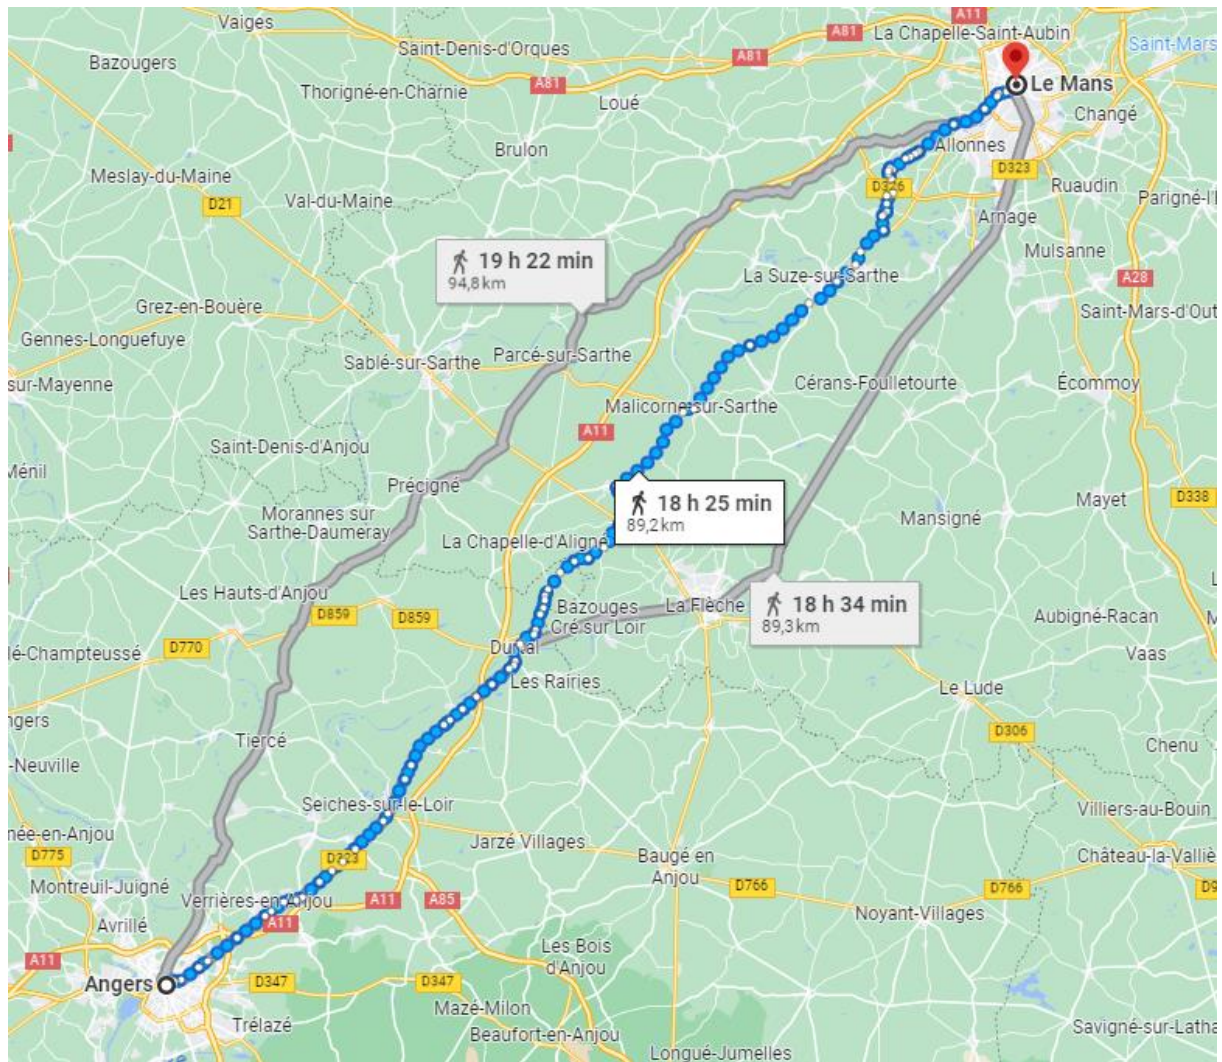 Vaiges
A11
La Chapelle-Saint-Aubin
A81
Saint-Denis-d'Orques
Saint-Mars
Bazougers
A81
A81
Le Mans
Thorigné-en-Charnie
Loué
Changé
Brulon
Allonnes
D323
Meslay-du-Maine
D326
Ruaudin
Val-du-Maine
Parigné-l'
D21
Arnage
Mulsanne
19 h 22 min
94,8 km
La Suze-sur-Sarthe
A28
Grez-en-Bouère
Saint-Mars-d'Out
Gennes-Longuefuye
Parcé-sur-Sarthe
Sablé-sur-Sarthe
sur-Mayenne
Cérans-Foulletourte
Écommoy
Malicorne-sur-Sarthe
A11
Saint-Denis-d'Anjou
Ménil
Précigné
D338
Mayet
18 h 25 min
89,2 km
Morannes sur
Sarthe-Daumeray
Mansigné
La Chapelle-d'Aligné
Les Hauts-d'Anjou
L
La Flèche
18 h 34 min
89,3 km
Bazouges
Cré sur Loir
D859
D859
Aubigné-Racan
M
D770
Durtal
lé-Champteussé
Vaas
Les Rairies
Le Lude
ngers
D306
Tiercé
Chenu
-Neuville
Seiches-sur-le-Loir
Villiers-au-Bouin
née-en-Anjou
Jarzé Villages
D775
D323
Baugé en
Anjou
Château-la-Valliè
Montreuil-Juigné
D766
D766
D9
Verrières-en-Anjou
A11
A85
Noyant-Villages
Avrillé
A11
Les Bois
d'Anjou
A11
Angers
D347
D347
Mazé-Milon
Trélazé
Beaufort-en-Anjou
Savigné-sur-Latha
Longué-Jumelles